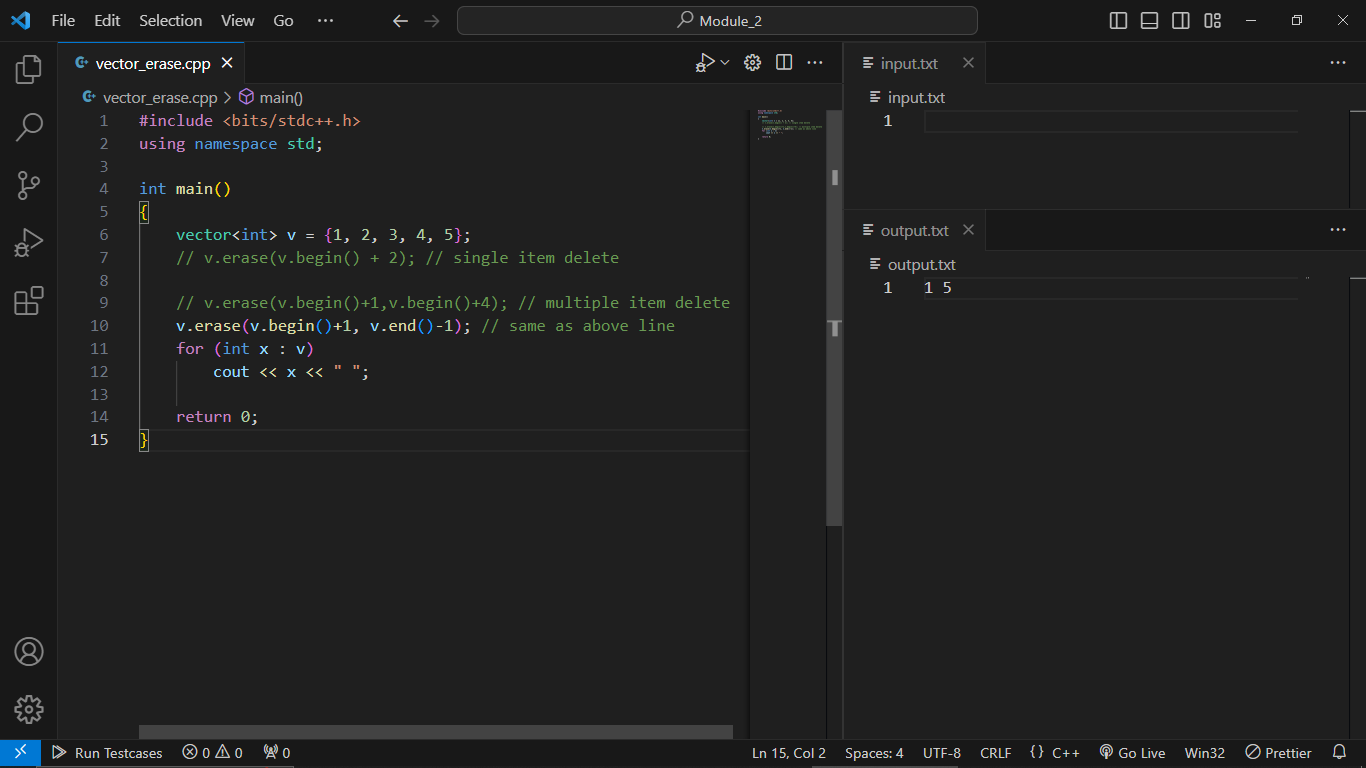 File Edit Selection View Go ···
Module_2
vector_erase.cpp
vector_erase.cpp > main()
1 #include <bits/stdc++.h>
2 using namespace std;
3
4 int main()
5 {
6 vector<int> v = {1, 2, 3, 4, 5};
7 // v.erase(v.begin() + 2); // single item delete
8
9 // v.erase(v.begin()+1,v.begin()+4); // multiple item delete
10 v.erase(v.begin()+1, v.end()-1); // same as above line
11 for (int x : v)
12 cout << x << " ";
13
14 return 0;
15 }
input.txt
input.txt
1
output.txt
output.txt
1 1 5
Run Testcases 0 0 0
Ln 15, Col 2 Spaces: 4 UTF-8 CRLF {} C++ Go Live Win32 Prettier